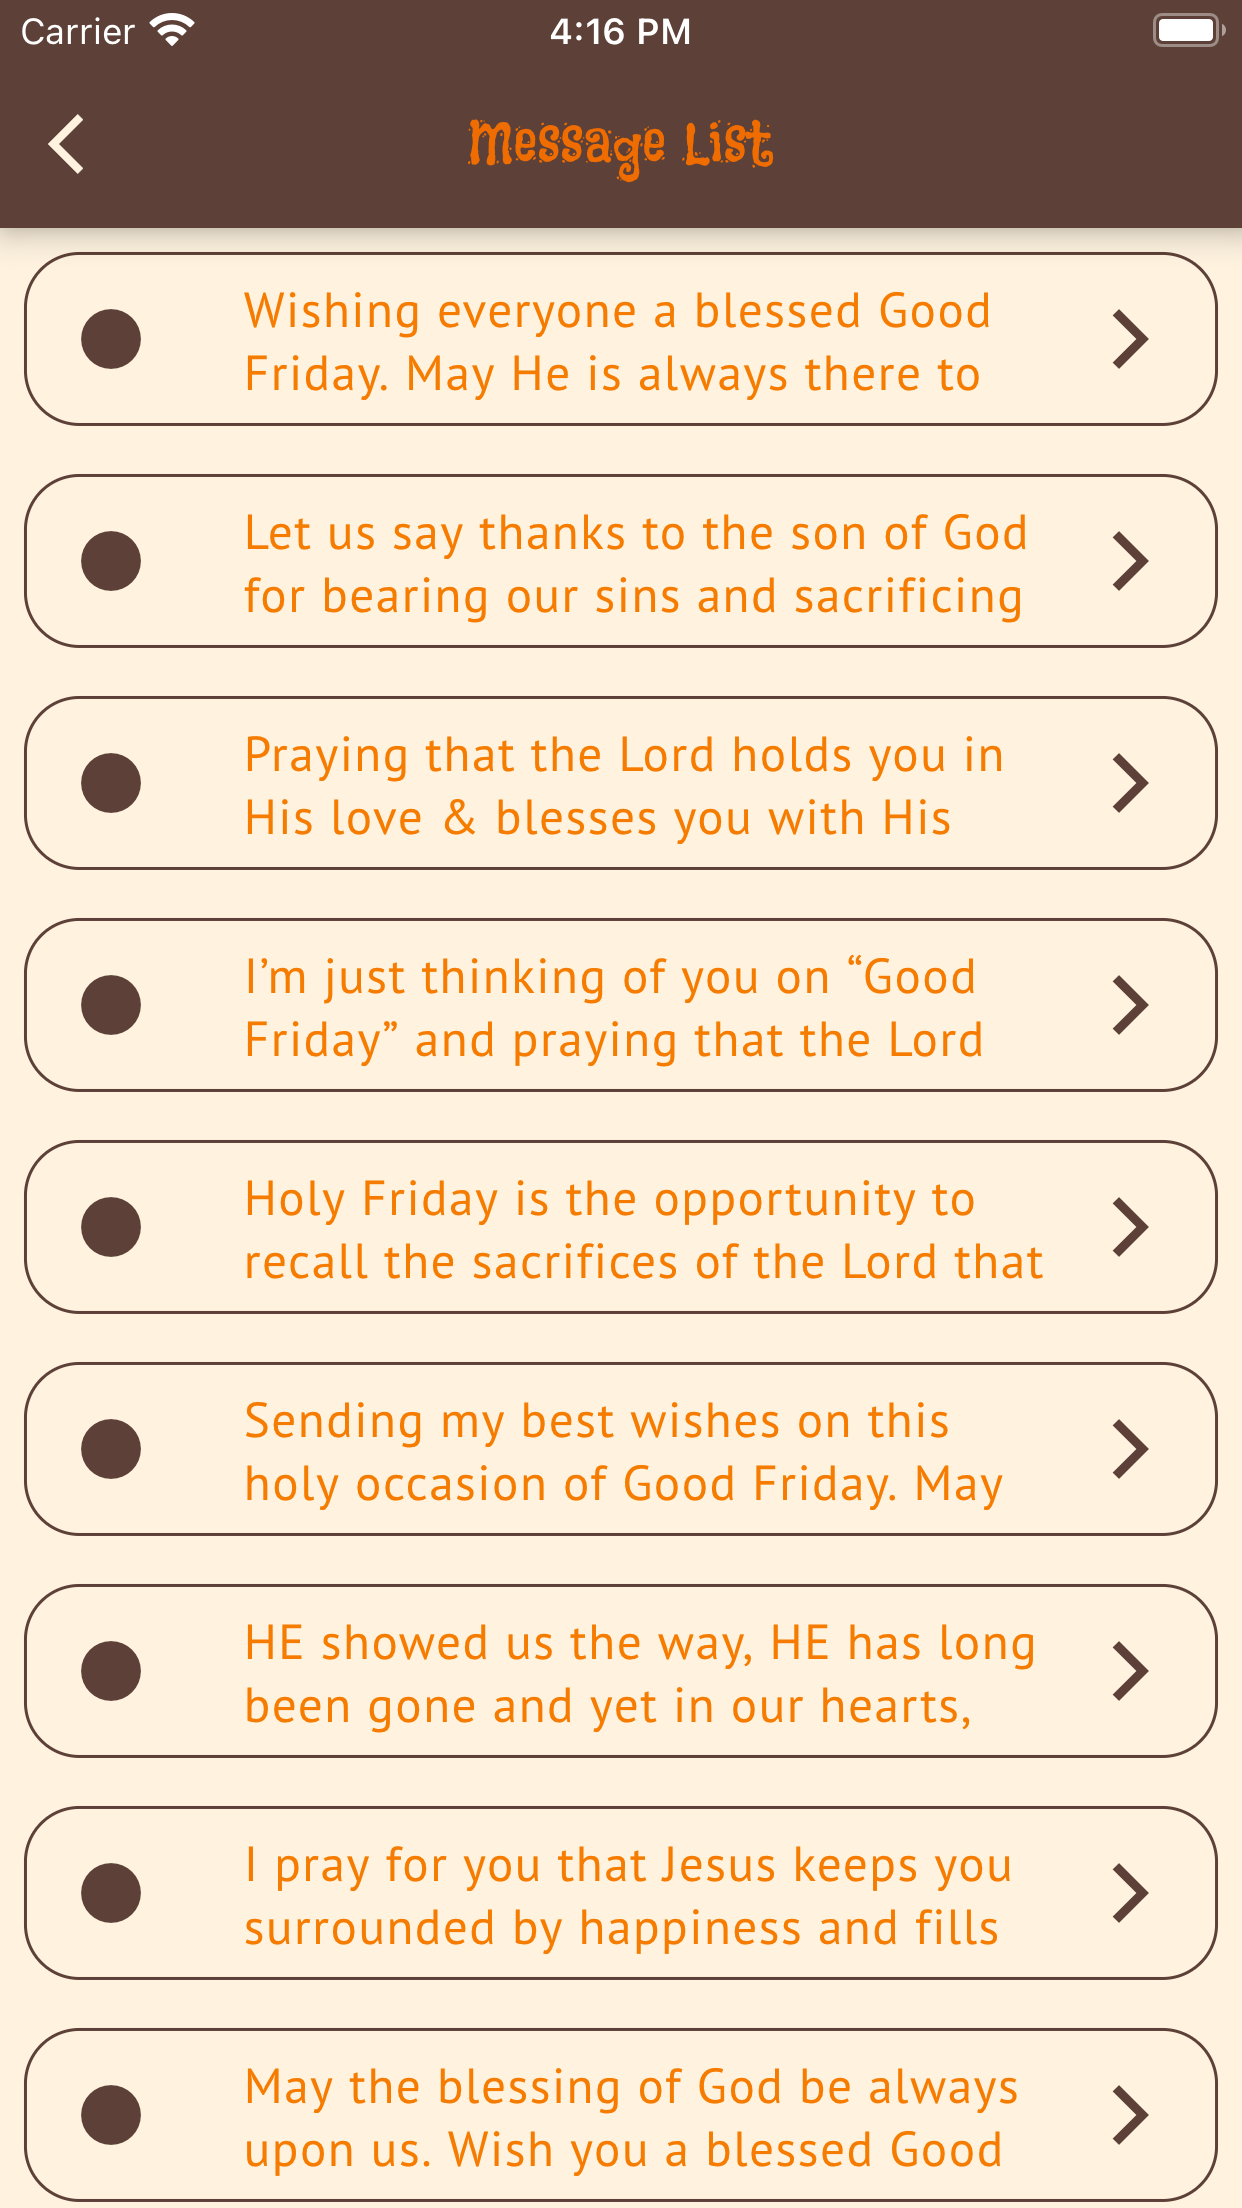 Carrier
4:16 PM
Message List
Wishing everyone a blessed Good
Friday. May He is always there to
Let us say thanks to the son of God
for bearing our sins and sacrificing
Praying that the Lord holds you in
His love & blesses you with His
I’m just thinking of you on “Good
Friday” and praying that the Lord
Holy Friday is the opportunity to
recall the sacrifices of the Lord that
Sending my best wishes on this
holy occasion of Good Friday. May
HE showed us the way, HE has long
been gone and yet in our hearts,
I pray for you that Jesus keeps you
surrounded by happiness and fills
May the blessing of God be always
upon us. Wish you a blessed Good